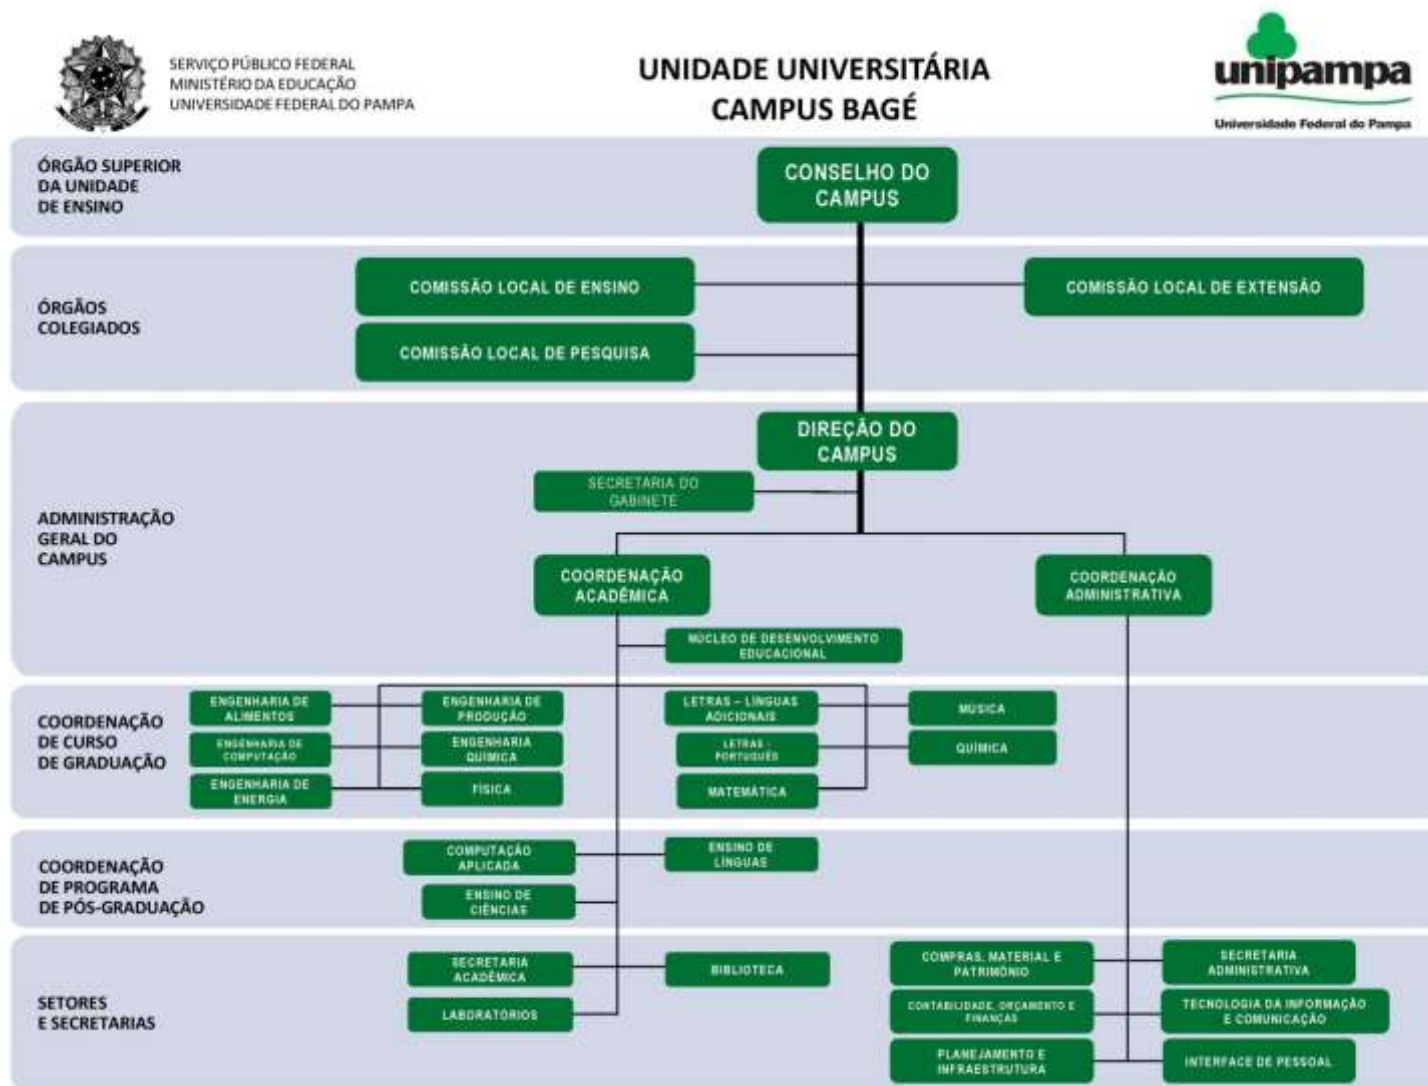 SERVIÇO PÚBLICO FEDERAL
MINISTÉRIO DA EDUCAÇÃO
UNIVERSIDADE FEDERAL DO PAMPA
UNIDADE UNIVERSITÁRIA
CAMPUS BAGÉ
unipampa
Universidade Federal do Pampa
ÓRGÃO SUPERIOR
DA UNIDADE
DE ENSINO
CONSELHO DO
CAMPUS
ÓRGÃOS
COLEGIADOS
COMISSÃO LOCAL DE ENSINO
COMISSÃO LOCAL DE EXTENSÃO
COMISSÃO LOCAL DE PESQUISA
ADMINISTRAÇÃO
GERAL DO
CAMPUS
DIREÇÃO DO
CAMPUS
SECRETARIA DO
GABINETE
COORDENAÇÃO
ACADÊMICA
COORDENAÇÃO
ADMINISTRATIVA
NÚCLEO DE DESENVOLVIMENTO
EDUCACIONAL
COORDENAÇÃO
DE CURSO
DE GRADUAÇÃO
ENGENHARIA DE
ALIMENTOS
ENGENHARIA DE
PRODUÇÃO
LETRAS – LÍNGUAS
ADICIONAIS
MÚSICA
ENGENHARIA DE
COMPUTAÇÃO
ENGENHARIA
QUÍMICA
LETRAS -
PORTUGUÊS
QUÍMICA
ENGENHARIA DE
ENERGIA
FÍSICA
MATEMÁTICA
COORDENAÇÃO
DE PROGRAMA
DE PÓS-GRADUAÇÃO
COMPUTAÇÃO
APLICADA
ENSINO DE
LÍNGUAS
ENSINO DE
CIÊNCIAS
SETORES
E SECRETARIAS
SECRETARIA
ACADÊMICA
BIBLIOTECA
COMPRAS, MATERIAL E
PATRIMÔNIO
SECRETARIA
ADMINISTRATIVA
LABORATÓRIOS
CONTABILIDADE, ORÇAMENTO E
FINANÇAS
TECNOLOGIA DA INFORMAÇÃO
E COMUNICAÇÃO
PLANEJAMENTO E
INFRAESTRUTURA
INTERFACE DE PESSOAL